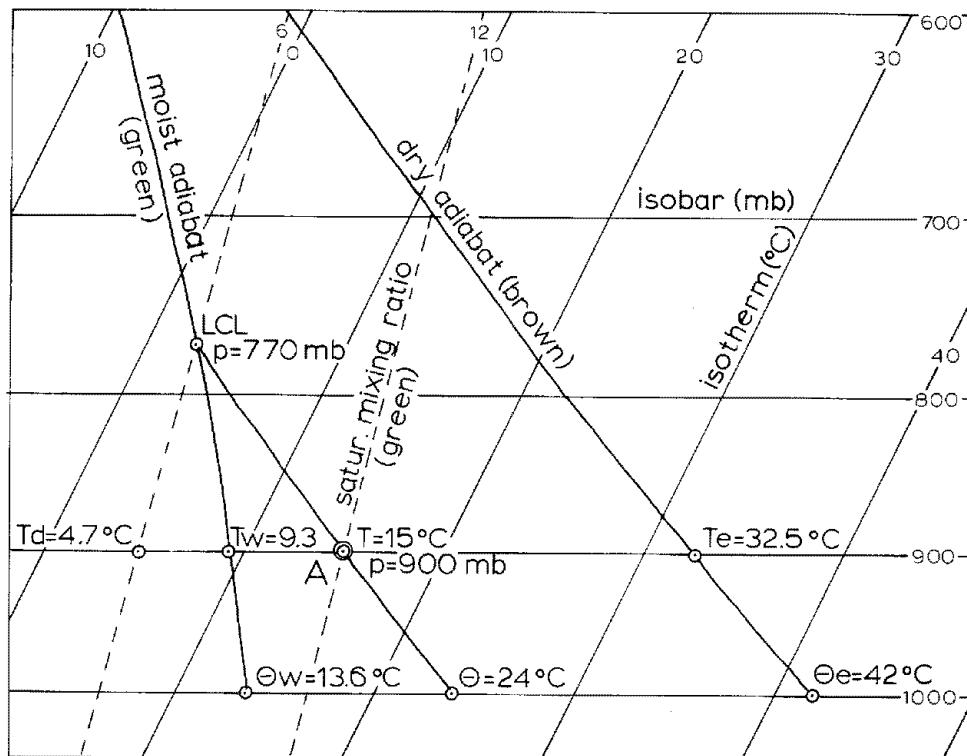 600
6
12
10
0
10
20
30
moist adiabat
(green)
dry adiabat (brown)
isobar (mb)
700
isotherm(°C)
satur. mixing ratio
(green)
LCL
p=770 mb
40
800
Td=4.7°C
Tw=9.3
T=15°C
Te=32.5°C
900
A
p=900 mb
Θw=13.6°C
Θ=24°C
Θe=42°C
1000